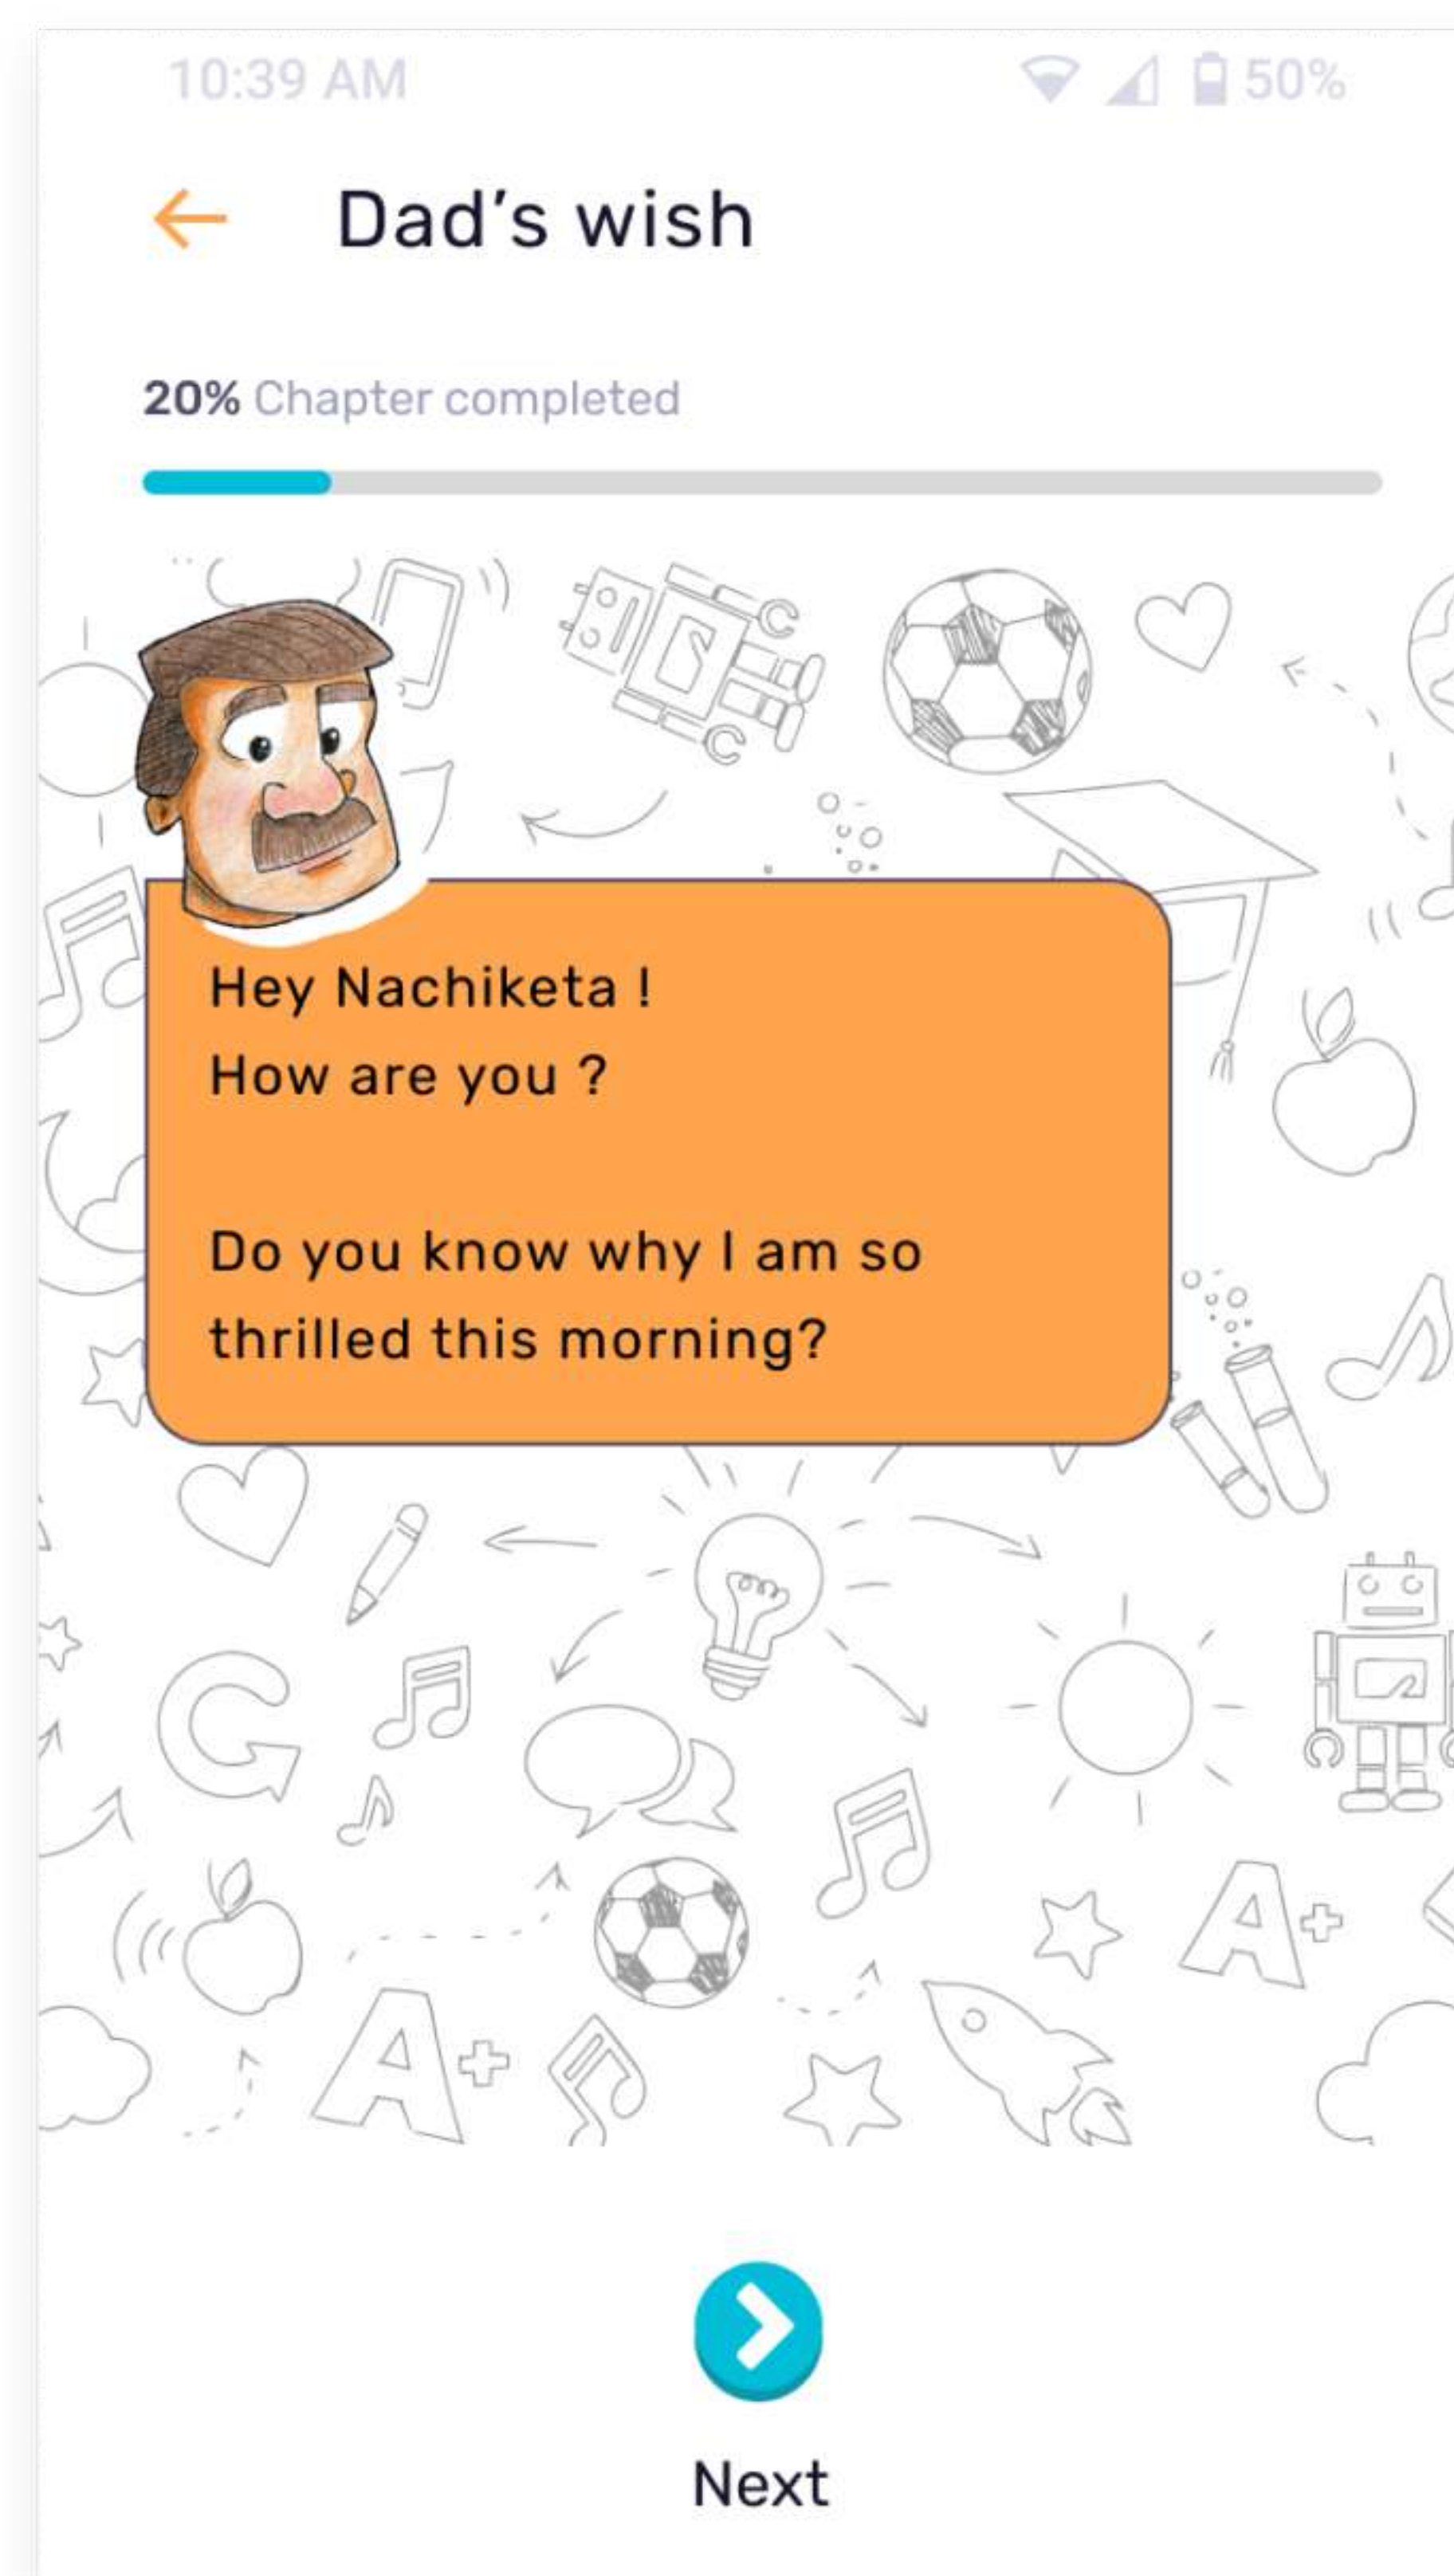 10:39 AM 50%
Dad’s wish
20% Chapter completed
Hey Nachiketa !
How are you ?
Do you know why I am so
thrilled this morning?
A+
A+
Next